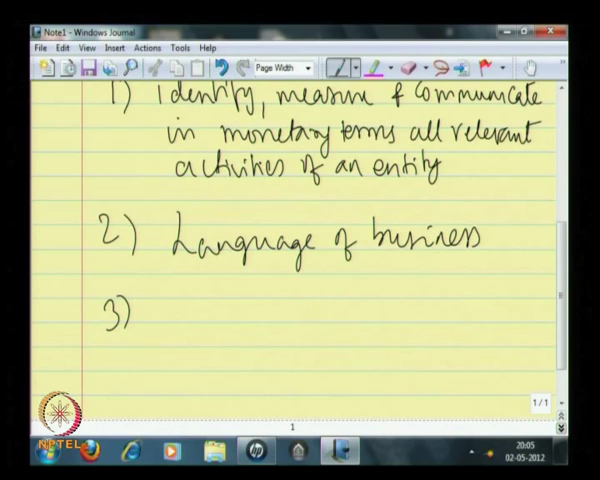 Note1 - Windows Journal
File Edit View Insert Actions Tools Help
Page Width
1) Identify, measure & communicate
in monetary terms all relevant
activities of an entity
2) Language of business
3)
1/1
1
NPTEL
20:05
02-05-2012